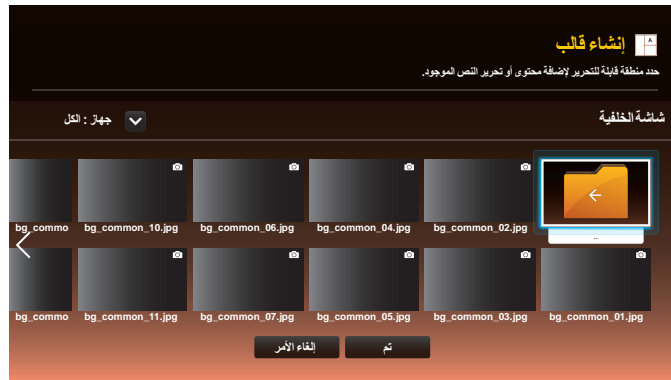 إنشاء قالب
حدد منطقة قابلة للتحرير لإضافة محتوى أو تحرير النص الموجود.
شاشة الخلفية
جهاز : الكل
..
bg_common_02.jpg
bg_common_04.jpg
bg_common_06.jpg
bg_common_10.jpg
bg_commo
bg_common_01.jpg
bg_common_03.jpg
bg_common_05.jpg
bg_common_07.jpg
bg_common_11.jpg
bg_commo
تم
إلغاء الأمر